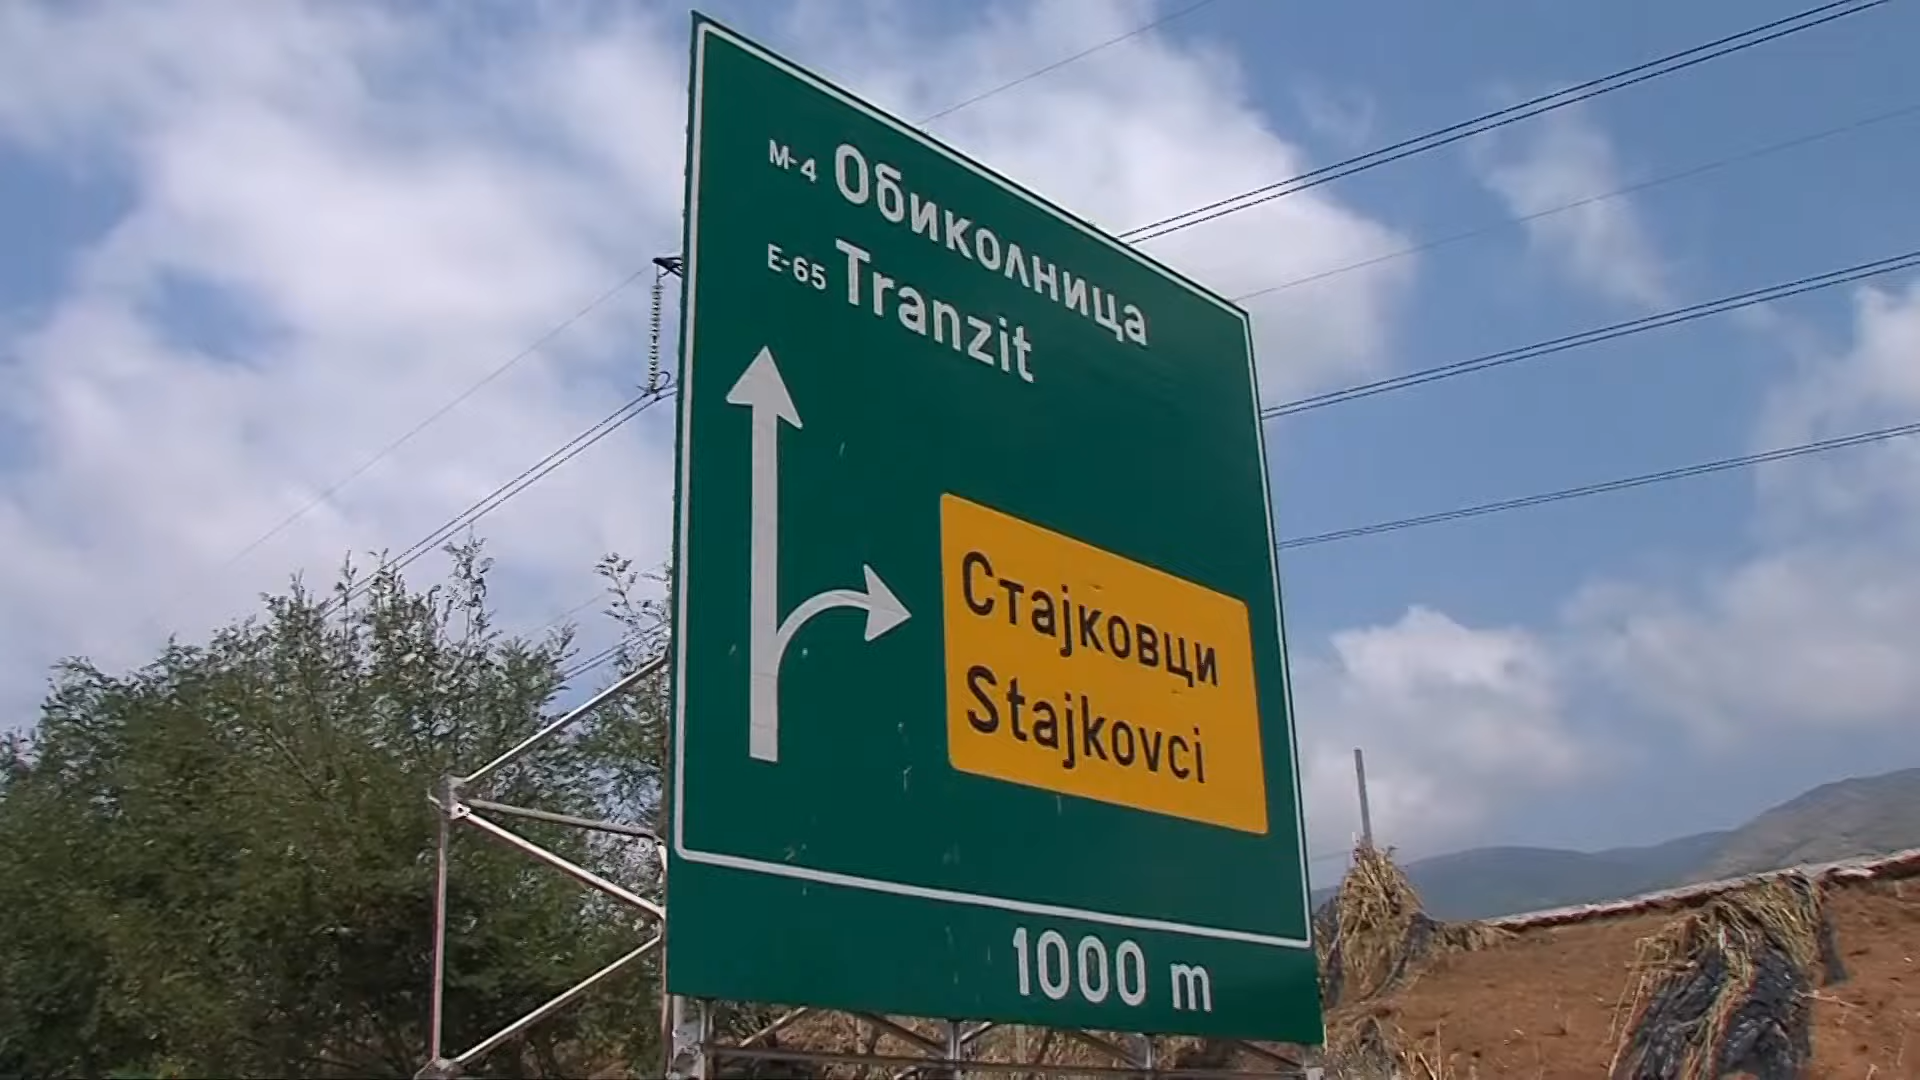 М-4 Обиколница
E-65 Tranzit
Стајковци
Stajkovci
1000 m